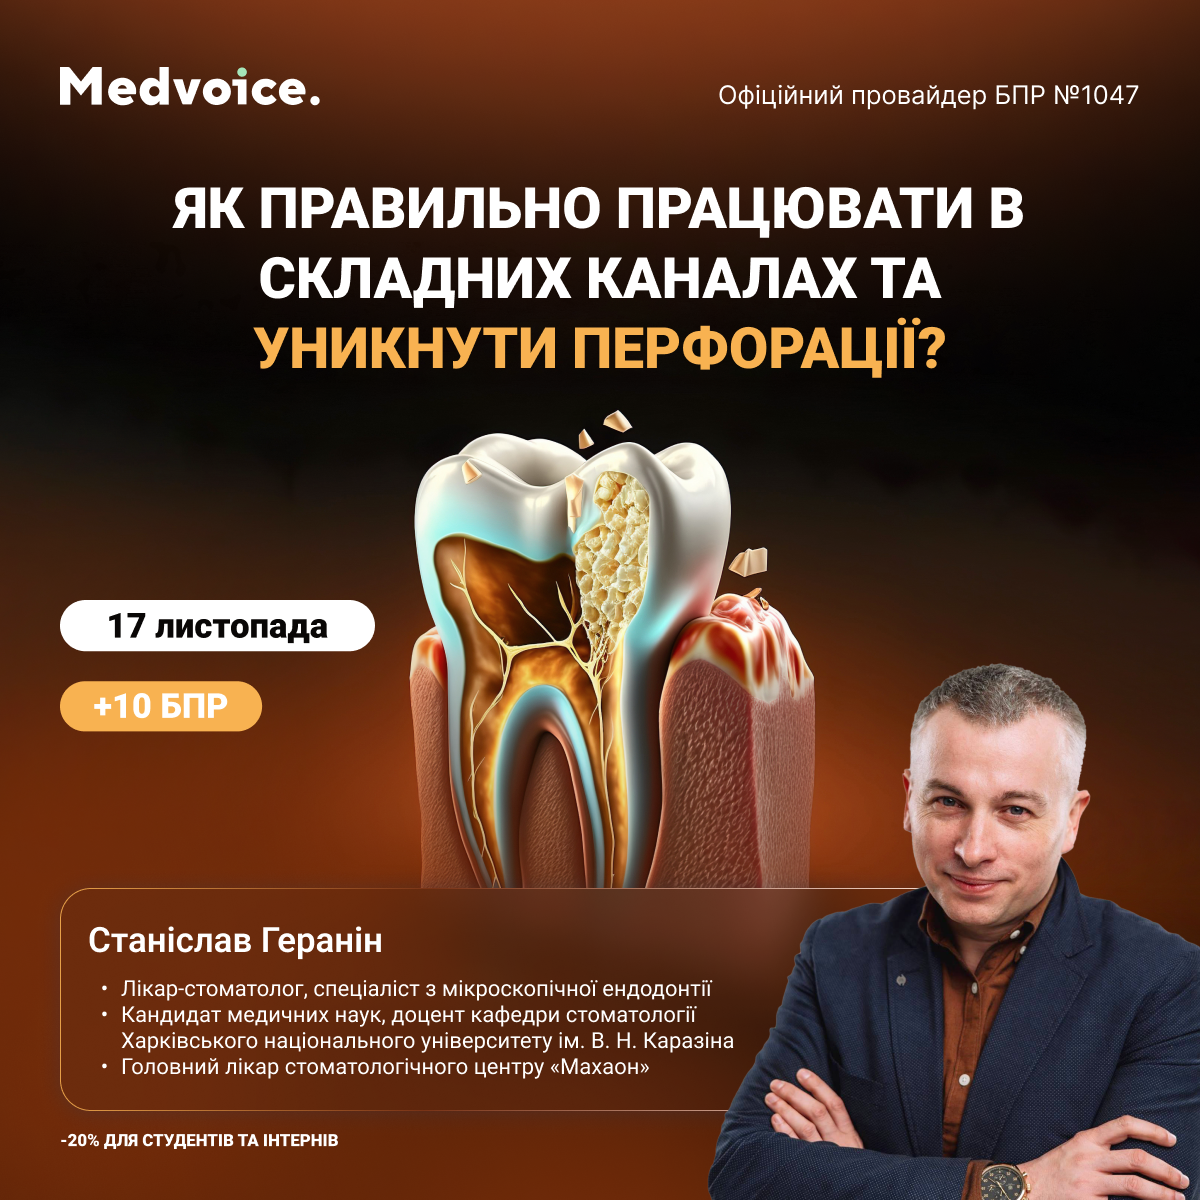 Medvoice.
Офіційний провайдер БПР №1047
ЯК ПРАВИЛЬНО ПРАЦЮВАТИ В
СКЛАДНИХ КАНАЛАХ ТА
УНИКНУТИ ПЕРФОРАЦІЇ?
17 листопада
+10 БПР
Станіслав Геранін
• Лікар-стоматолог, спеціаліст з мікроскопічної ендодонтії
• Кандидат медичних наук, доцент кафедри стоматології
Харківського національного університету ім. В. Н. Каразіна
• Головний лікар стоматологічного центру «Махаон»
-20% ДЛЯ СТУДЕНТІВ ТА ІНТЕРНІВ